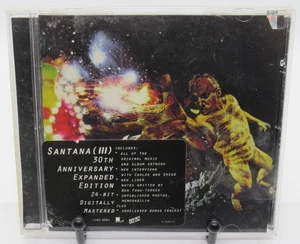 SANTANA (III)
30TH
ANNIVERSARY
EXPANDED
EDITION
24-BIT
DIGITALLY
MASTERED
INCLUDES:
• ALL OF THE
ORIGINAL MUSIC
AND ALBUM ARTWORK
• NEW INTERVIEWS
WITH CARLOS AND GREGG
• NEW LINER
NOTES WRITTEN BY
BEN FONG-TORRES
• UNPUBLISHED PHOTOS,
MEMORABILIA
PLUS
• UNRELEASED BONUS TRACKS!